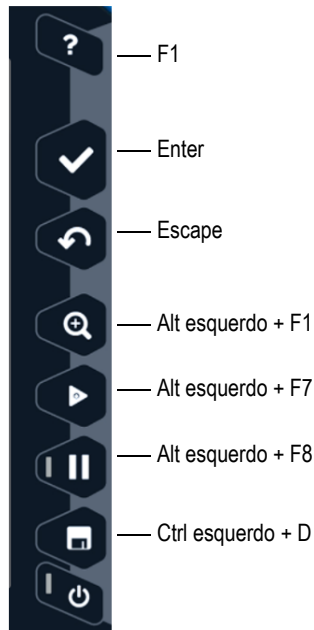 ?
F1
Enter
Escape
Alt esquerdo + F1
Alt esquerdo + F7
Alt esquerdo + F8
Ctrl esquerdo + D